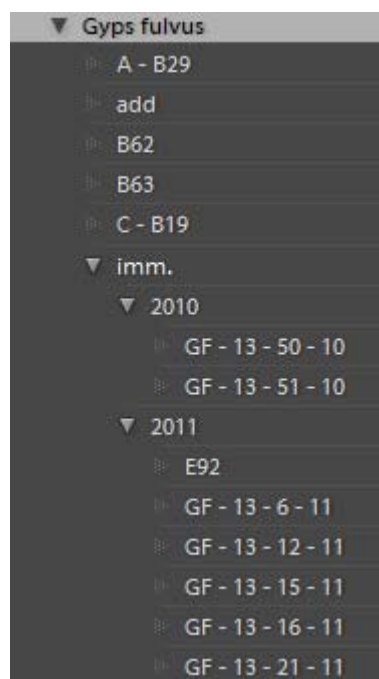 Gyps fulvus
A - B29
add
B62
B63
C - B19
imm.
2010
GF - 13 - 50 - 10
GF - 13 - 51 - 10
2011
E92
GF - 13 - 6 - 11
GF - 13 - 12 - 11
GF - 13 - 15 - 11
GF - 13 - 16 - 11
GF - 13 - 21 - 11